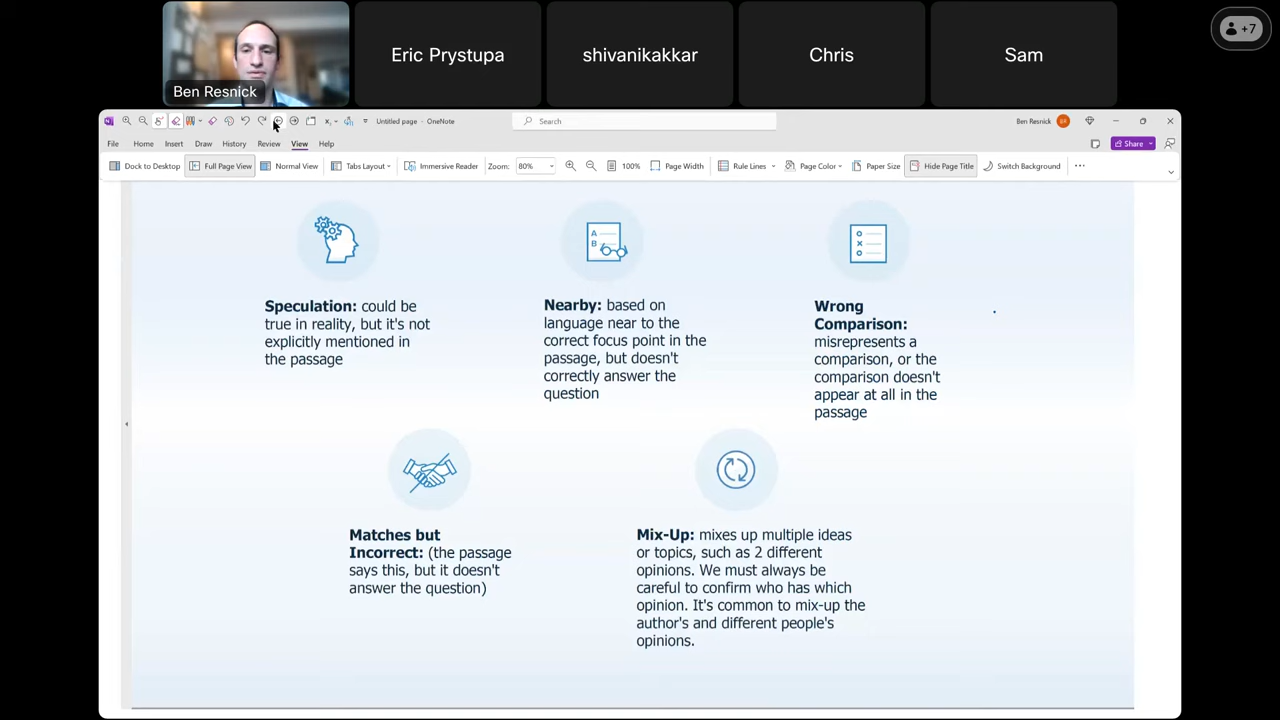 Ben Resnick
Eric Prystupa
shivanikakkar
Chris
Sam
+7
Untitled page - OneNote
Search
Ben Resnick
BR
File
Home
Insert
Draw
History
Review
View
Help
Share
Dock to Desktop
Full Page View
Normal View
Tabs Layout
Immersive Reader
Zoom:
80%
100%
Page Width
Rule Lines
Page Color
Paper Size
Hide Page Title
Switch Background
A
B
Speculation: could be
true in reality, but it's not
explicitly mentioned in
the passage
Nearby: based on
language near to the
correct focus point in the
passage, but doesn't
correctly answer the
question
Wrong
Comparison:
misrepresents a
comparison, or the
comparison doesn't
appear at all in the
passage
Matches but
Incorrect: (the passage
says this, but it doesn't
answer the question)
Mix-Up: mixes up multiple ideas
or topics, such as 2 different
opinions. We must always be
careful to confirm who has which
opinion. It's common to mix-up the
author's and different people's
opinions.